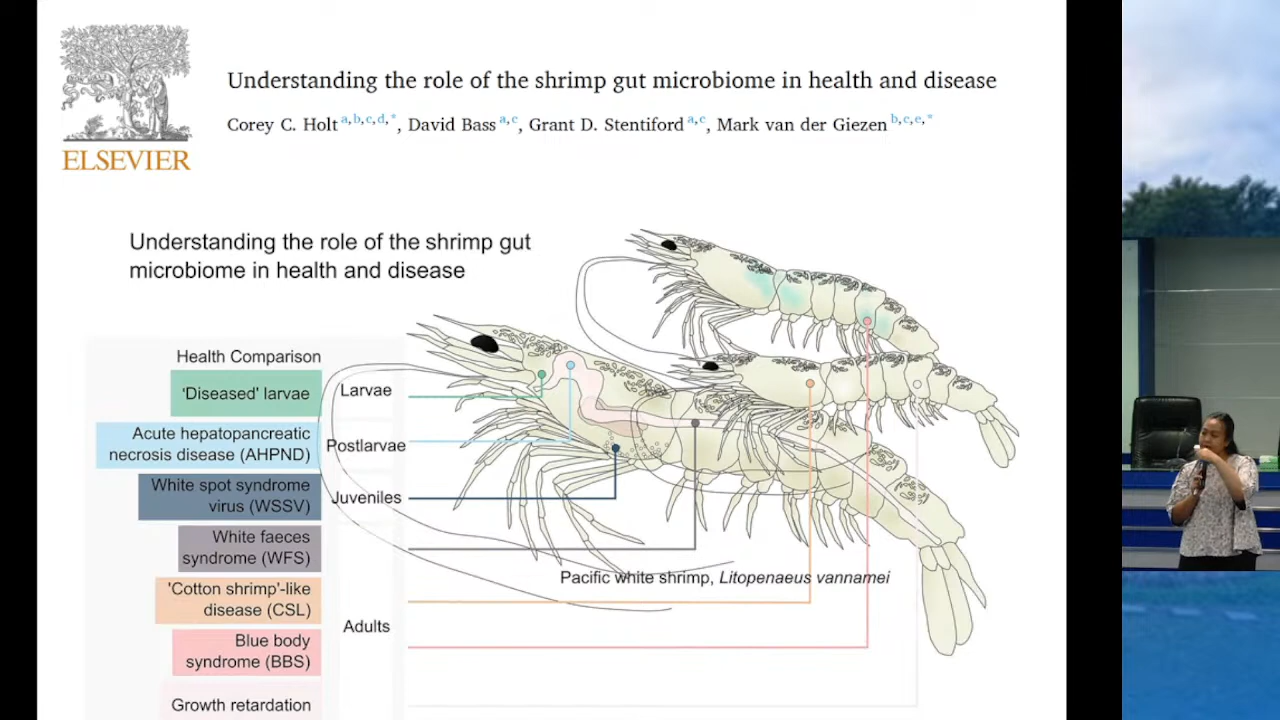 Understanding the role of the shrimp gut microbiome in health and disease
Corey C. Holt a,b,c,d,*, David Bass a,c, Grant D. Stentiford a,c, Mark van der Giezen b,c,e,*
ELSEVIER
Understanding the role of the shrimp gut
microbiome in health and disease
Health Comparison
'Diseased' larvae
Larvae
Acute hepatopancreatic
necrosis disease (AHPND)
Postlarvae
White spot syndrome
virus (WSSV)
Juveniles
White faeces
syndrome (WFS)
Pacific white shrimp, Litopenaeus vannamei
'Cotton shrimp'-like
disease (CSL)
Adults
Blue body
syndrome (BBS)
Growth retardation